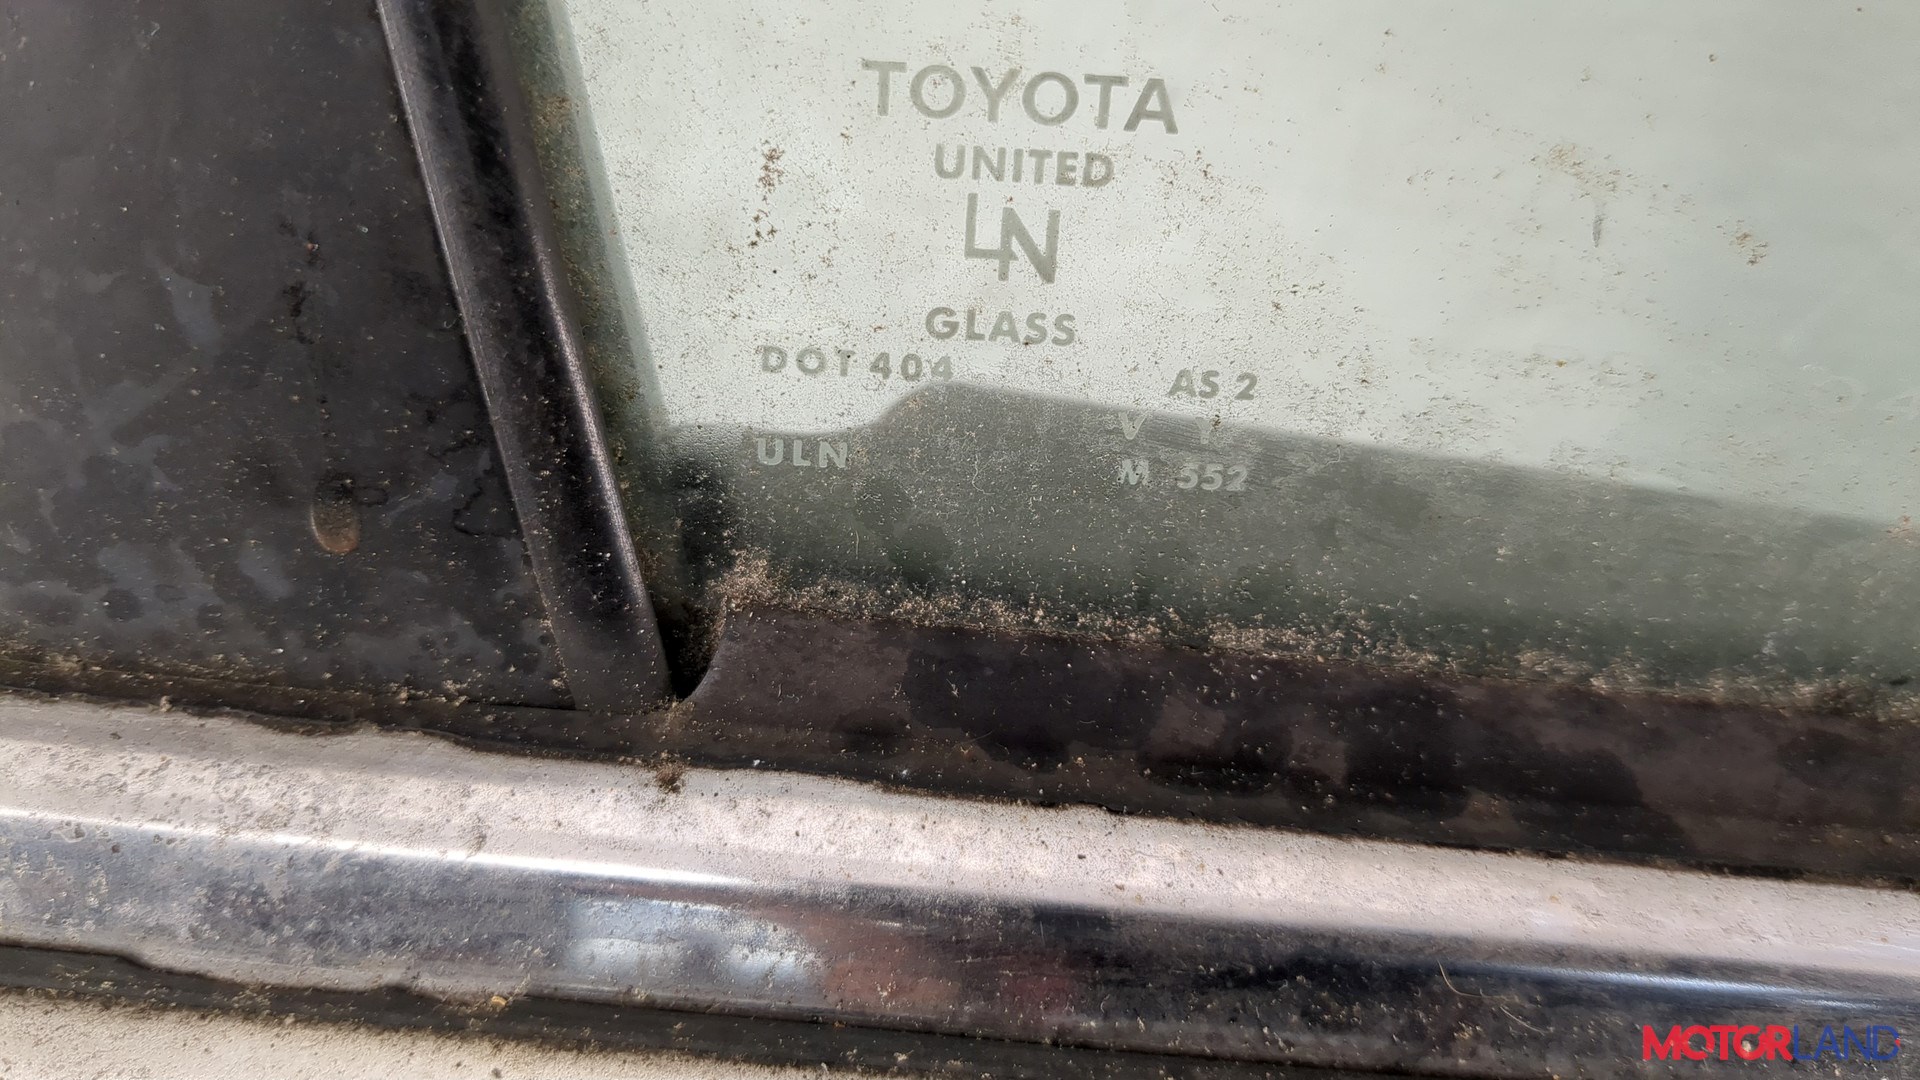 TOYOTA
UNITED
LN
GLASS
DOT 404 AS 2
V Y
ULN M 552
MOTORLAND